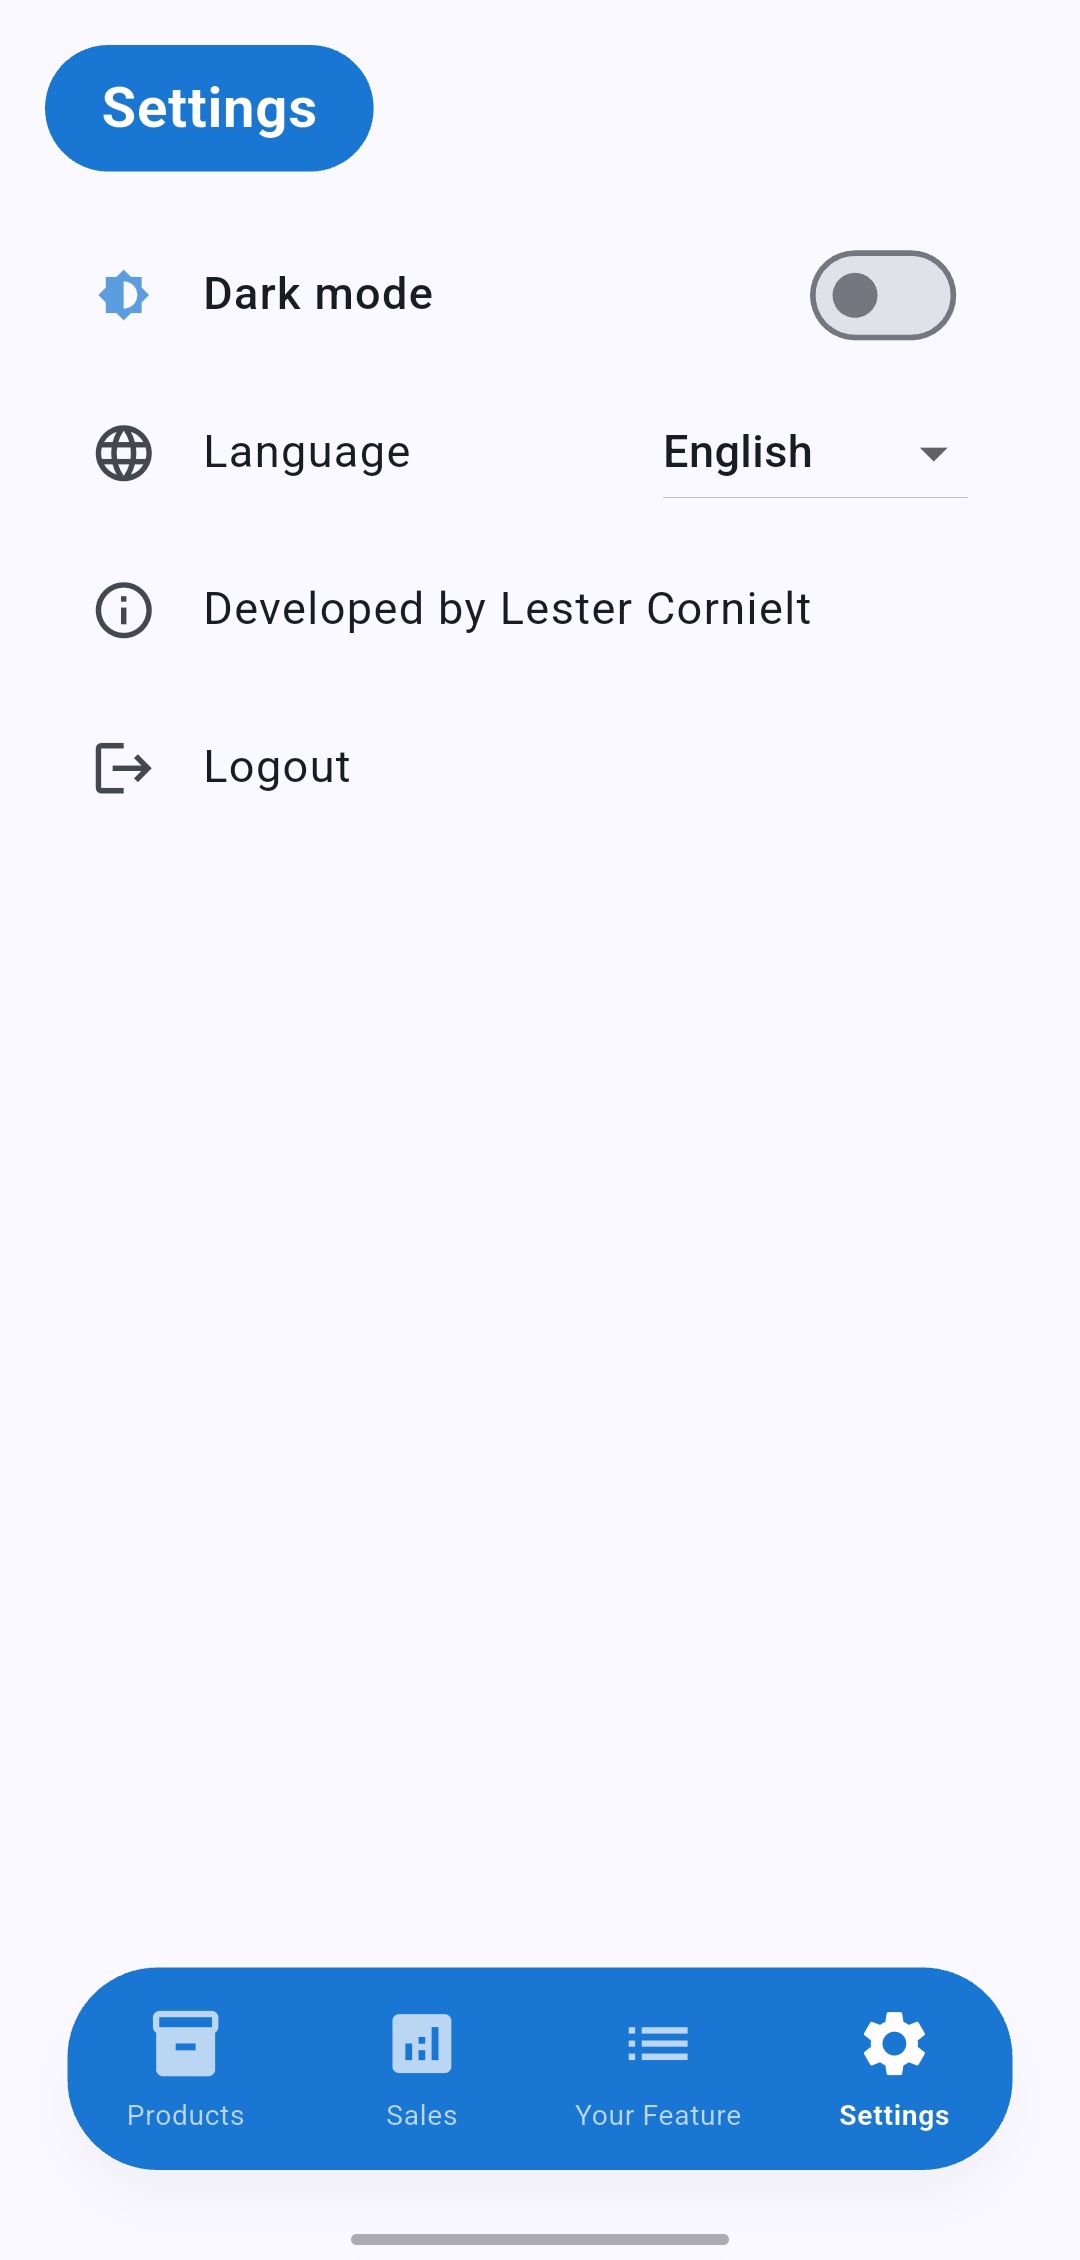 Settings
Dark mode
Language English
Developed by Lester Cornielt
Logout
Products Sales Your Feature Settings